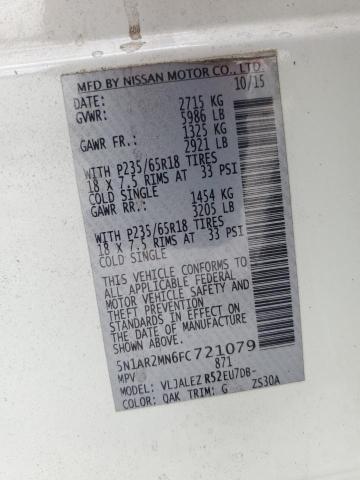 MFD BY NISSAN MOTOR CO., LTD.
DATE: 10/15
GVWR: 2715 KG
5986 LB
GAWR FR.: 1325 KG
2921 LB
WITH P235/65R18 TIRES
18 X 7.5 RIMS AT 33 PSI
COLD SINGLE
GAWR RR.: 1454 KG
3205 LB
WITH P235/65R18 TIRES
18 X 7.5 RIMS AT 33 PSI
COLD SINGLE
THIS VEHICLE CONFORMS TO
ALL APPLICABLE FEDERAL
MOTOR VEHICLE SAFETY AND
THEFT PREVENTION
STANDARDS IN EFFECT ON
THE DATE OF MANUFACTURE
SHOWN ABOVE.
5N1AR2MN6FC721079
MPV 871
MODEL: VLJALEZ R52EU7DB-
COLOR: QAK TRIM: G ZS30A